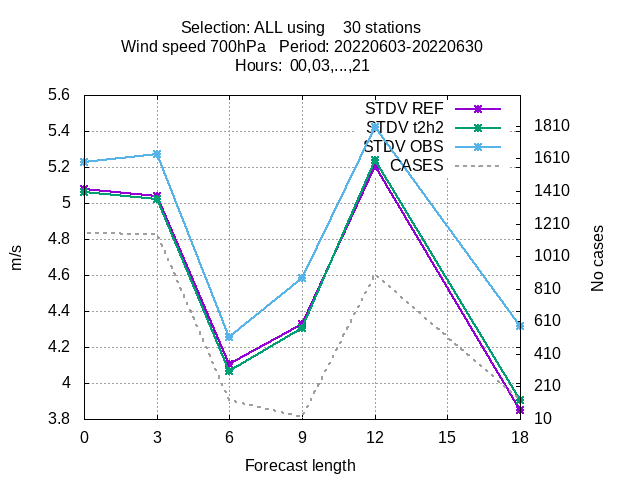 Selection: ALL using    30 stations
Wind speed 700hPa   Period: 20220603-20220630
Hours: 00,03,...,21
STDV REF
STDV t2h2
STDV OBS
CASES
5.6
5.4
5.2
5
4.8
4.6
4.4
4.2
4
3.8
m/s
1810
1610
1410
1210
1010
810
610
410
210
10
No cases
0 3 6 9 12 15 18
Forecast length